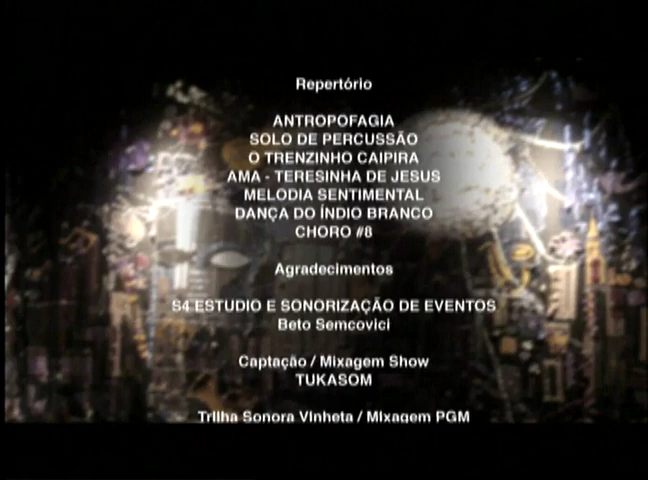 Repertório
ANTROPOFAGIA
SOLO DE PERCUSSÃO
O TRENZINHO CAIPIRA
AMA - TERESINHA DE JESUS
MELODIA SENTIMENTAL
DANÇA DO ÍNDIO BRANCO
CHORO #8
Agradecimentos
S4 ESTUDIO E SONORIZAÇÃO DE EVENTOS
Beto Semcovici
Captação / Mixagem Show
TUKASOM
Trilha Sonora Vinheta / Mixagem PGM